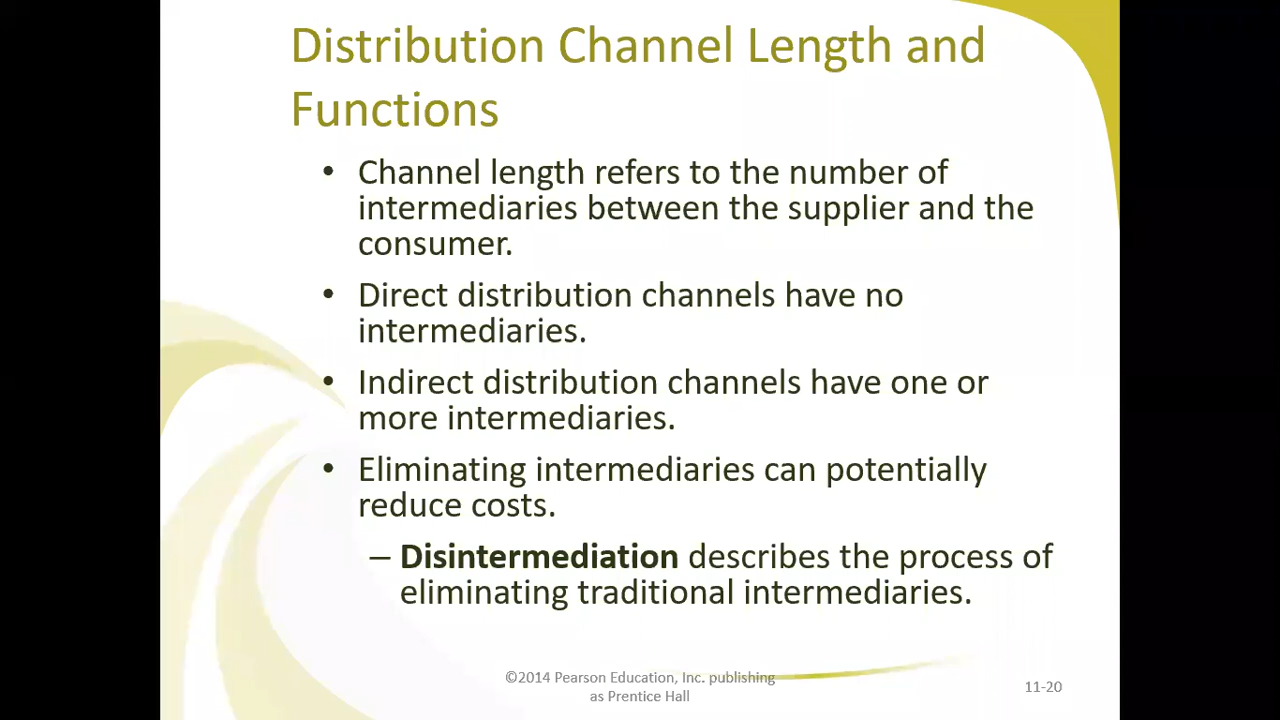 Distribution Channel Length and
Functions
• Channel length refers to the number of
intermediaries between the supplier and the
consumer.
• Direct distribution channels have no
intermediaries.
• Indirect distribution channels have one or
more intermediaries.
• Eliminating intermediaries can potentially
reduce costs.
– Disintermediation describes the process of
eliminating traditional intermediaries.
©2014 Pearson Education, Inc. publishing
as Prentice Hall
11-20